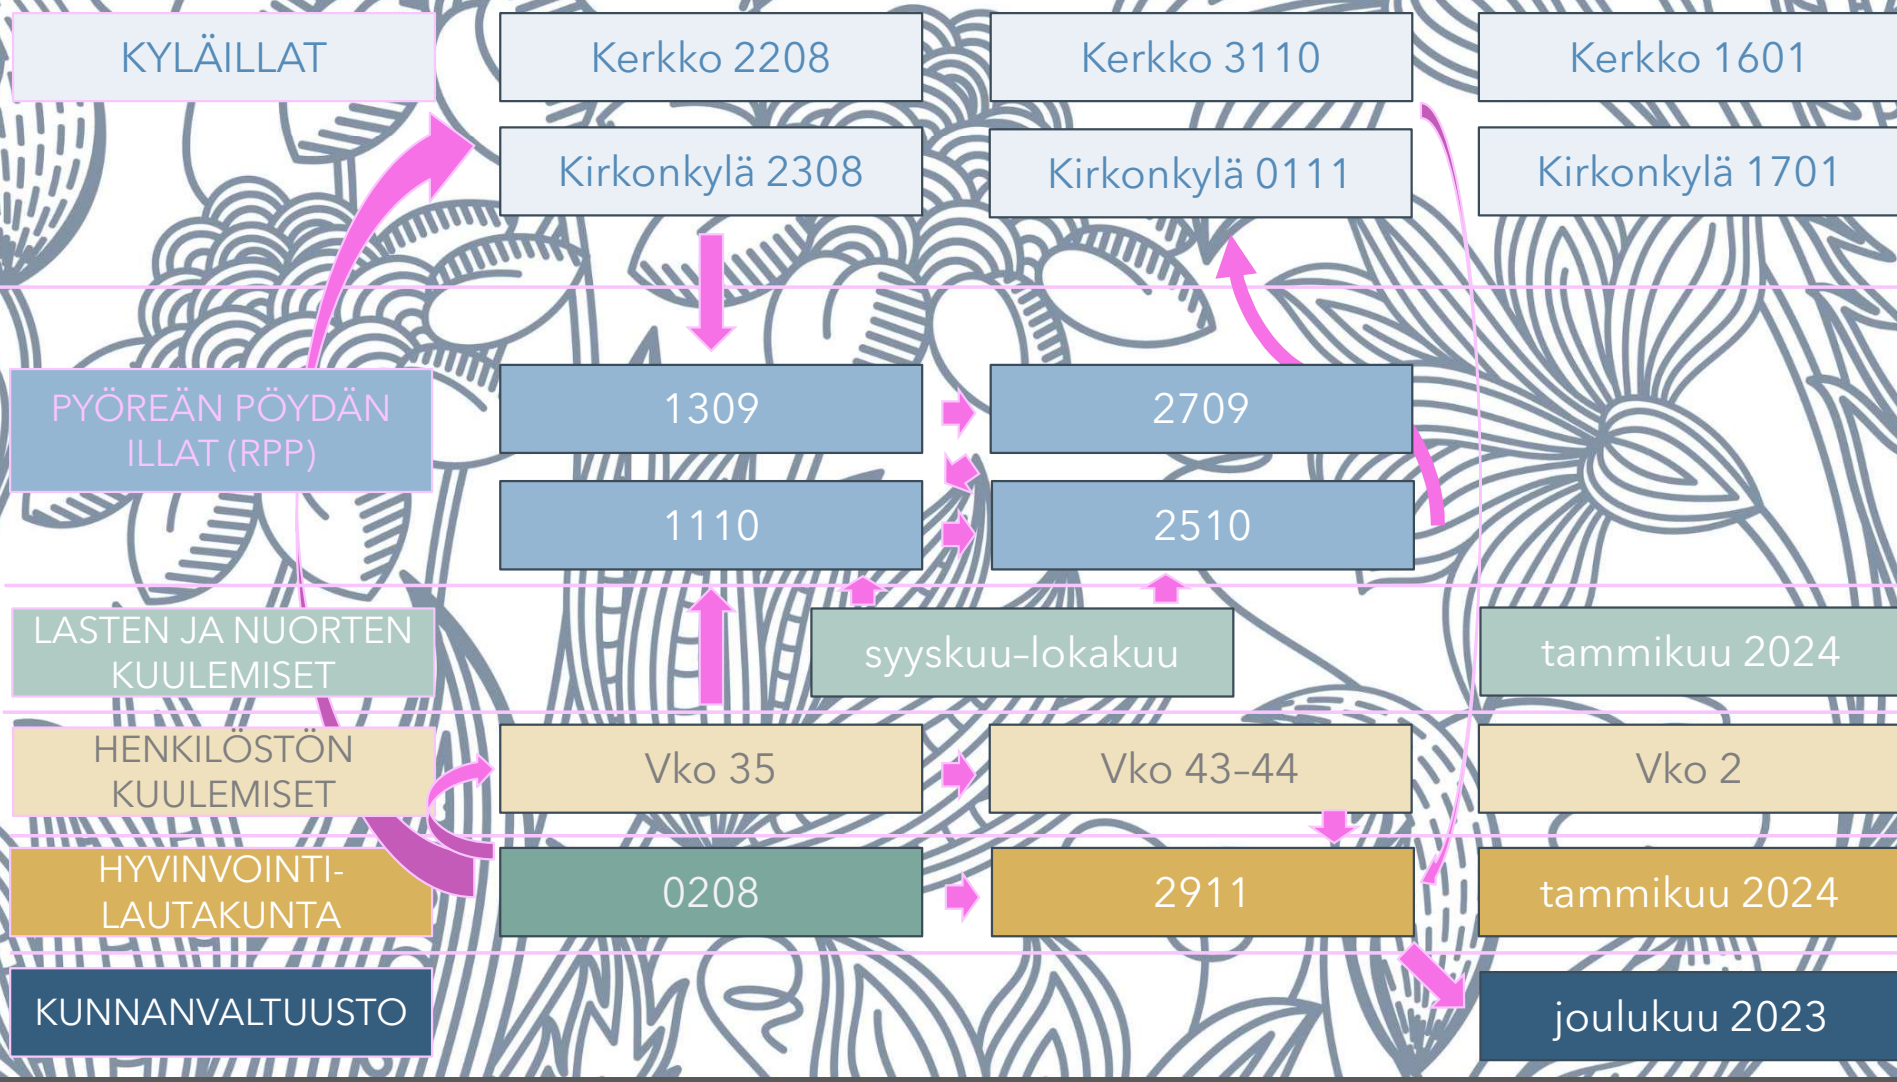 KYLÄILLAT
Kerkko 2208
Kerkko 3110
Kerkko 1601
Kirkonkylä 2308
Kirkonkylä 0111
Kirkonkylä 1701
PYÖREÄN PÖYDÄN
ILLAT (RPP)
1309
2709
1110
2510
LASTEN JA NUORTEN
KUULEMISET
syyskuu–lokakuu
tammikuu 2024
HENKILÖSTÖN
KUULEMISET
Vko 35
Vko 43–44
Vko 2
HYVINVOINTI-
LAUTAKUNTA
0208
2911
tammikuu 2024
KUNNANVALTUUSTO
joulukuu 2023